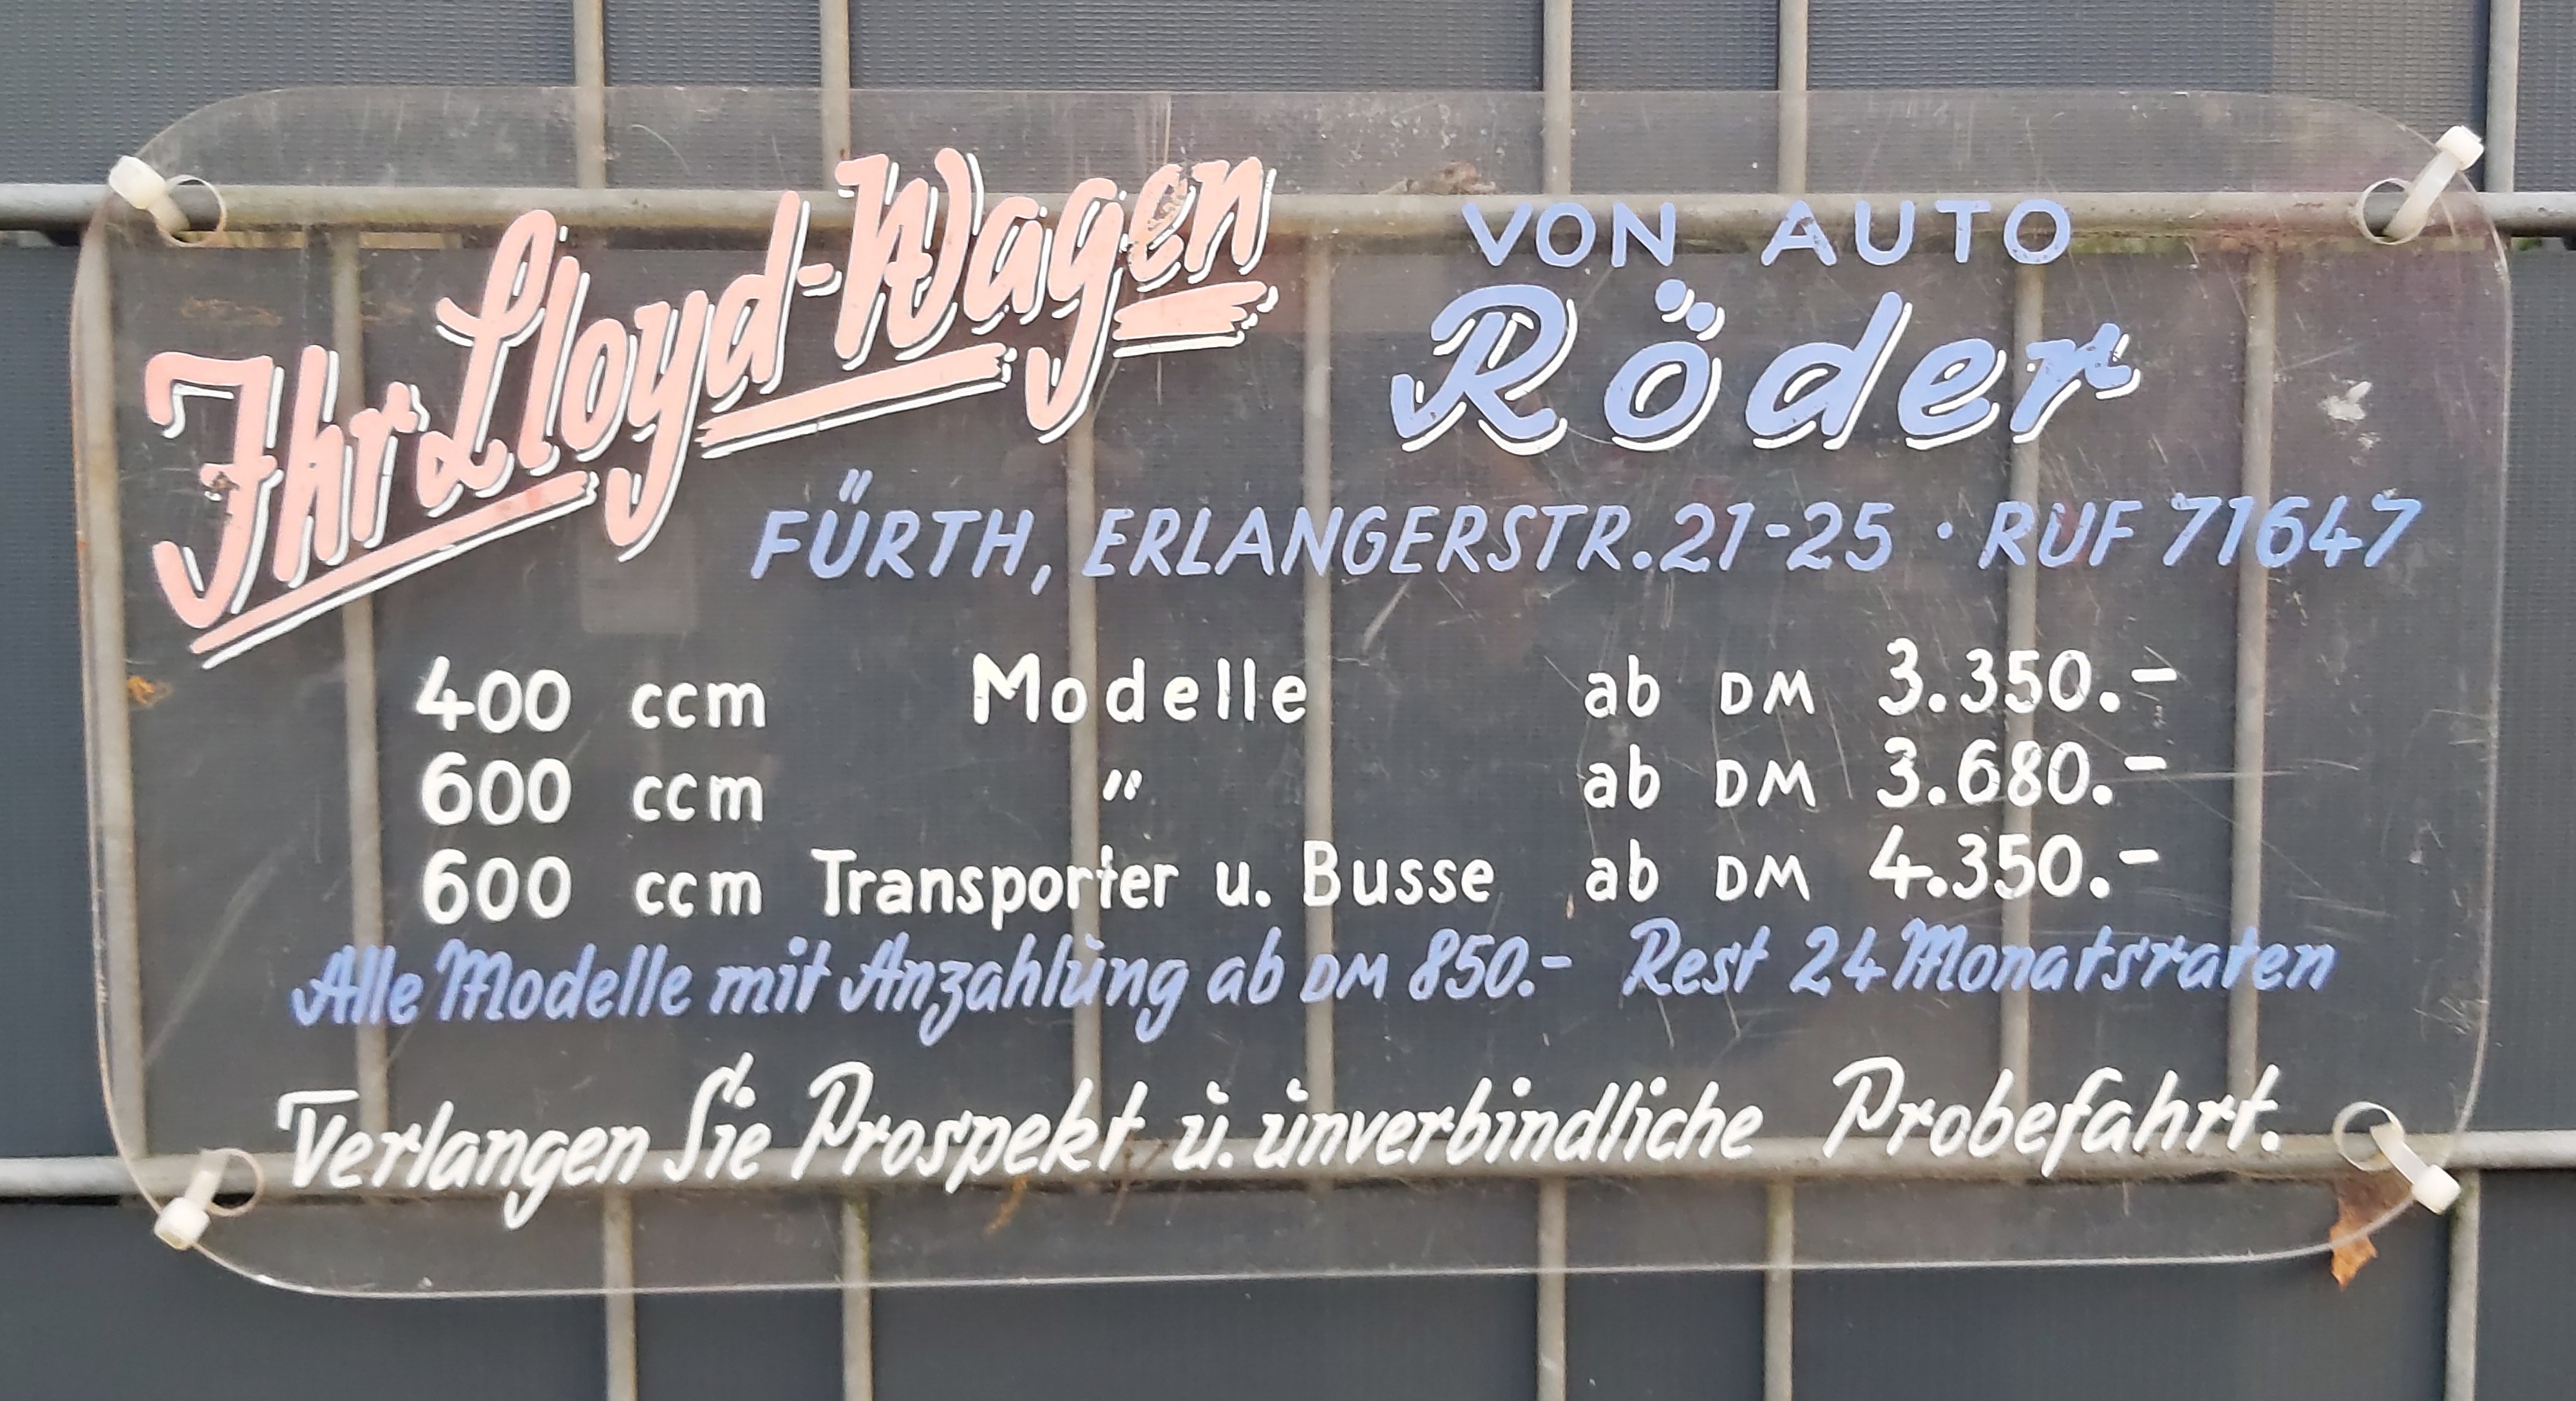 Ihr Lloyd-Wagen
VON AUTO
Röder
FÜRTH, ERLANGERSTR. 21-25 · RUF 71647
400 ccm Modelle ab DM 3.350.-
600 ccm " ab DM 3.680.-
600 ccm Transporter u. Busse ab DM 4.350.-
Alle Modelle mit Anzahlung ab DM 850.- Rest 24 Monatsraten
Verlangen Sie Prospekt u. unverbindliche Probefahrt.